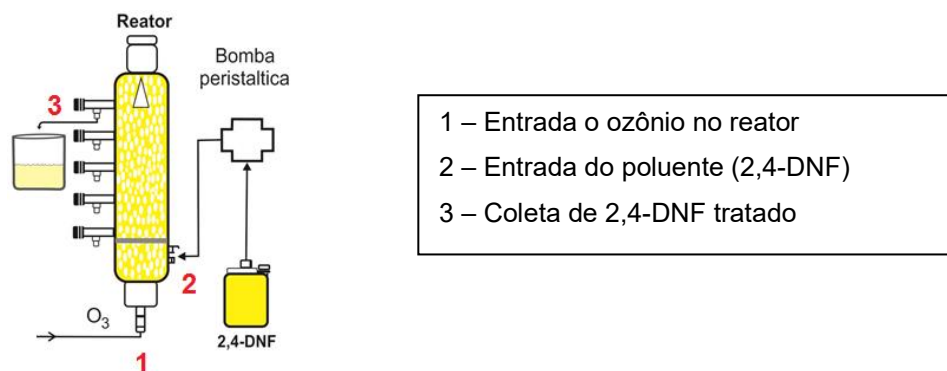 Reator
Bomba
peristaltica
3
2
O3
2,4-DNF
1
1 – Entrada o ozônio no reator
2 – Entrada do poluente (2,4-DNF)
3 – Coleta de 2,4-DNF tratado